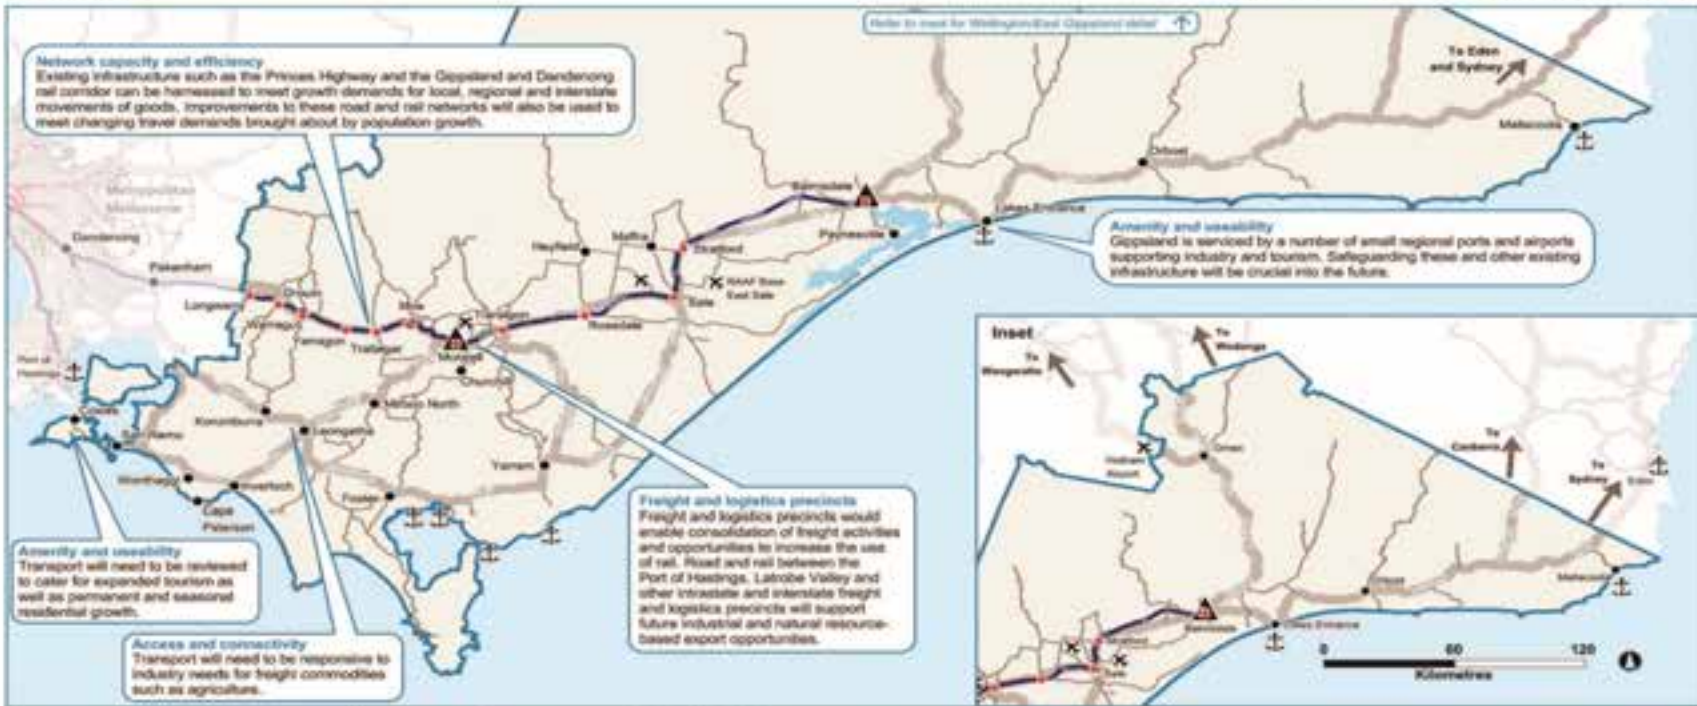 Refer to inset for Wellington/East Gippsland detail
Network capacity and efficiency
Existing infrastructure such as the Princes Highway and the Gippsland and Dandenong
rail corridor can be harnessed to meet growth demands for local, regional and interstate
movements of goods. Improvements to these road and rail networks will also be used to
meet changing travel demands brought about by population growth.
To Eden
and Sydney
Mallacoota
Orbost
Metropolitan
Melbourne
Dandenong
Pakenham
Bairnsdale
Lakes Entrance
Paynesville
Heyfield
Maffra
Stratford
RAAF Base
East Sale
Sale
Longwarry
Drouin
Warragul
Yarragon
Trafalgar
Moe
Morwell
Traralgon
Rosedale
Churchill
Port of
Hastings
Cowes
San Remo
Korumburra
Leongatha
Mirboo North
Wonthaggi
Inverloch
Cape
Paterson
Foster
Yarram
Amenity and useability
Gippsland is serviced by a number of small regional ports and airports
supporting industry and tourism. Safeguarding these and other existing
infrastructure will be crucial into the future.
Freight and logistics precincts
Freight and logistics precincts would
enable consolidation of freight activities
and opportunities to increase the use
of rail. Road and rail between the
Port of Hastings, Latrobe Valley and
other intrastate and interstate freight
and logistics precincts will support
future industrial and natural resource-
based export opportunities.
Amenity and useability
Transport will need to be reviewed
to cater for expanded tourism as
well as permanent and seasonal
residential growth.
Access and connectivity
Transport will need to be responsive to
industry needs for freight commodities
such as agriculture.
Inset
To
Wangaratta
To
Wodonga
Hotham
Airport
Omeo
To
Canberra
To
Sydney
Eden
Mallacoota
Orbost
Lakes Entrance
Bairnsdale
Stratford
Sale
0 60 120
Kilometres